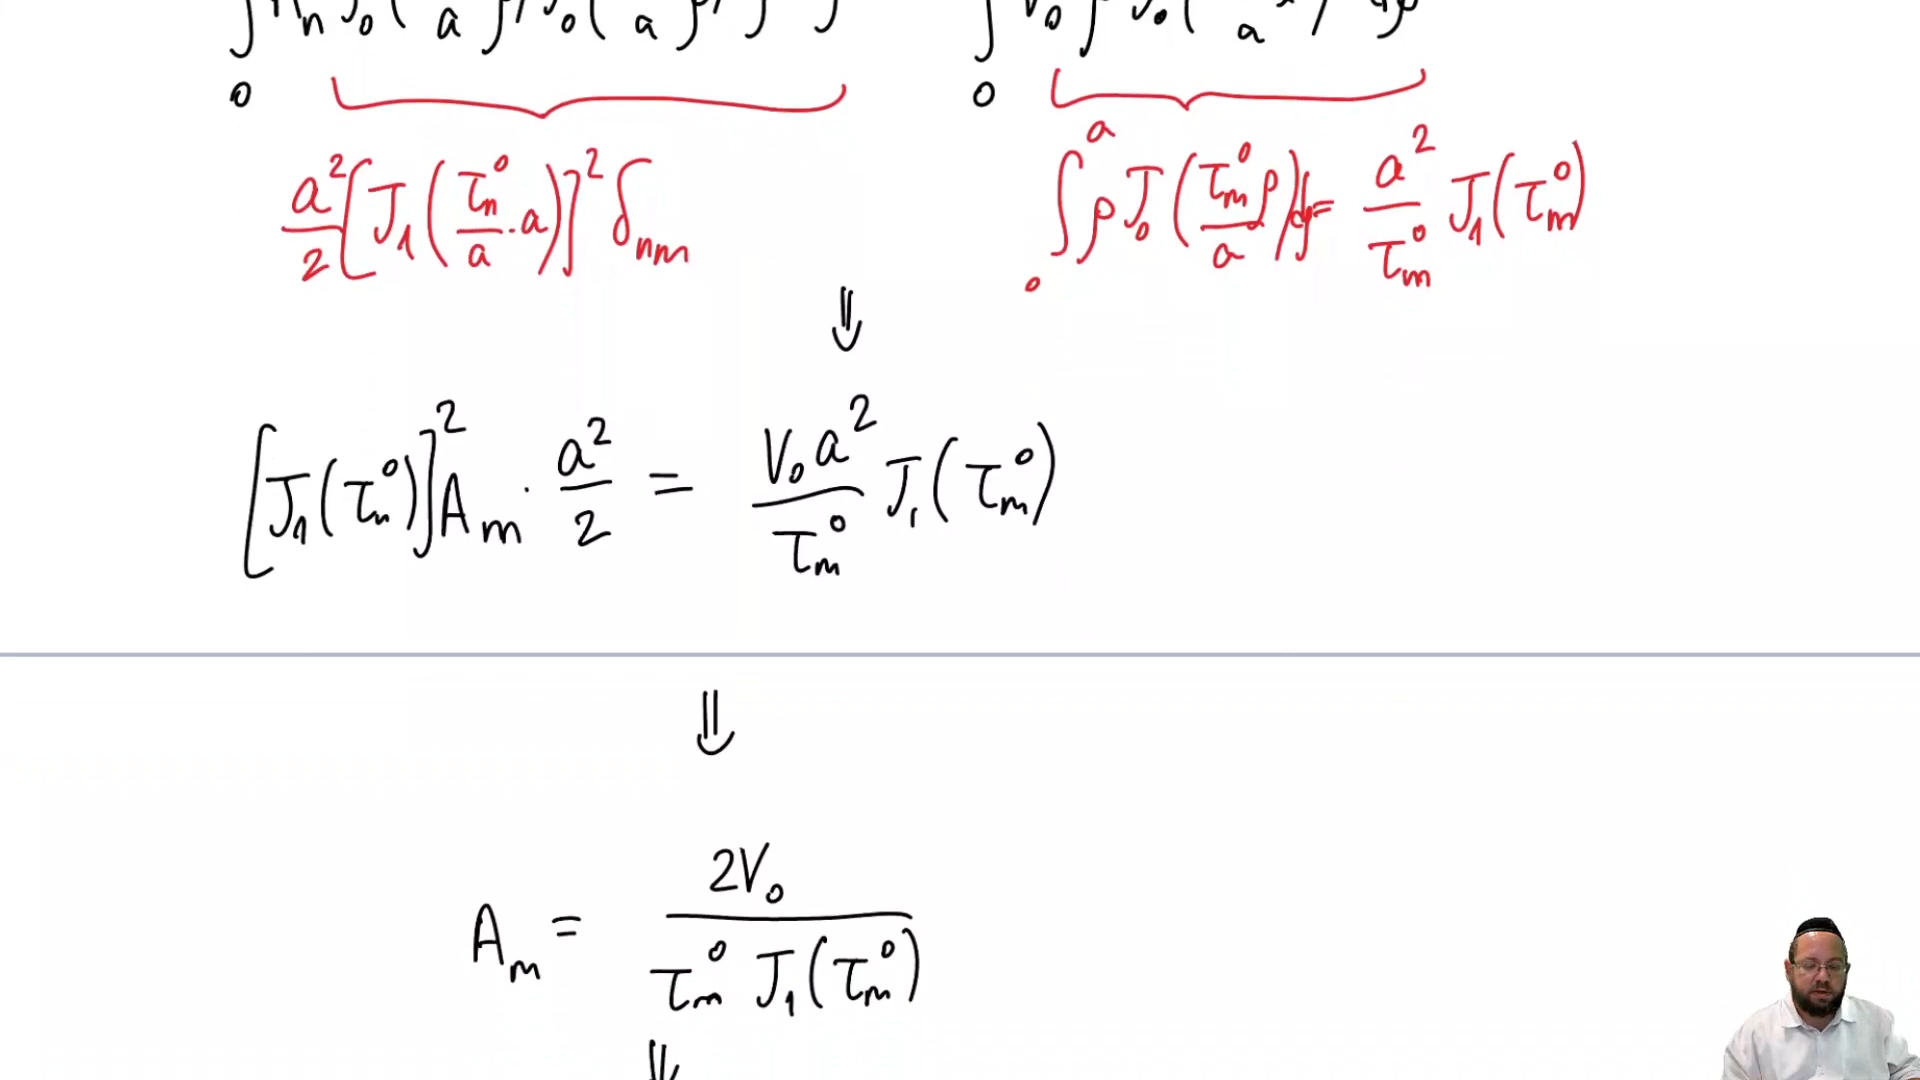 0 0
a²/2 [J₁(τₙ⁰/a · a)]² δₙₘ ∫₀ᵃ ρ J₀(τₘ⁰ρ/a)dρ = a²/τₘ⁰ J₁(τₘ⁰)
⇓
[J₁(τₙ⁰)]² Aₘ · a²/2 = V₀a²/τₘ⁰ J₁(τₘ⁰)
⇓
Aₘ = 2V₀/τₘ⁰ J₁(τₘ⁰)
⇓